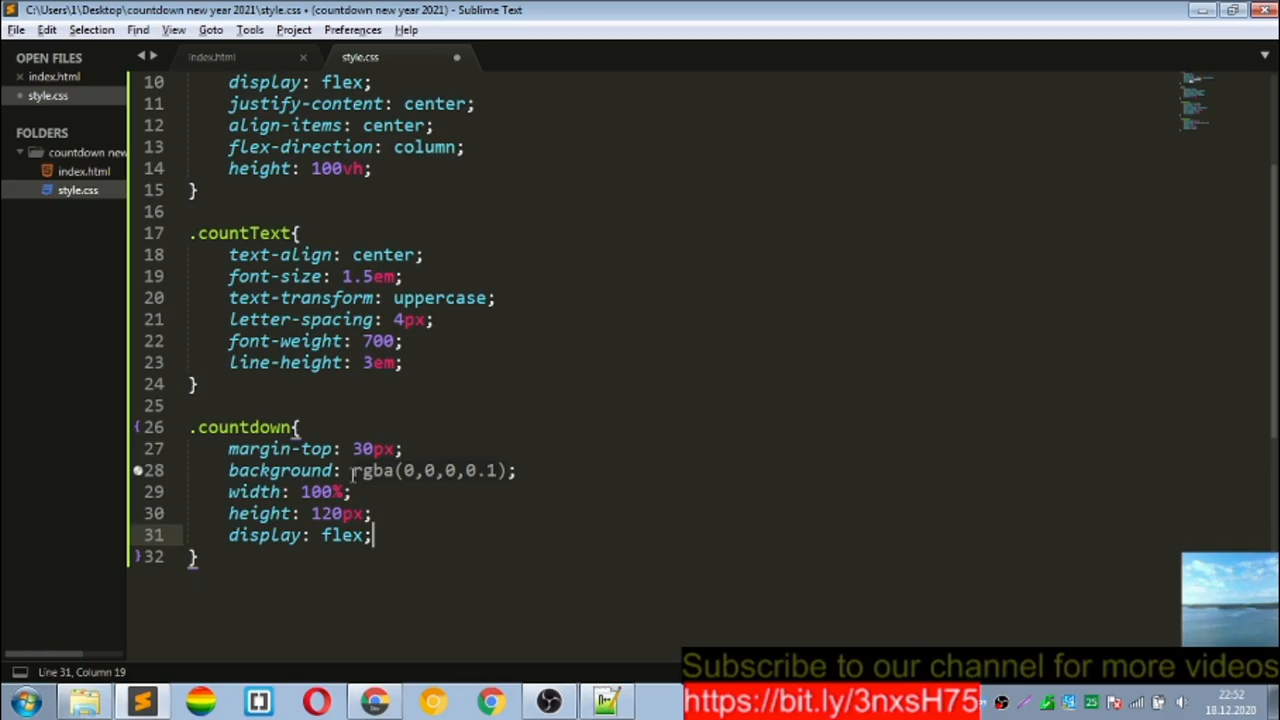 C:\Users\1\Desktop\countdown new year 2021\style.css • (countdown new year 2021) - Sublime Text
File Edit Selection Find View Goto Tools Project Preferences Help
OPEN FILES
index.html
style.css
FOLDERS
countdown new
index.html
style.css
index.html
style.css
10 display: flex;
11 justify-content: center;
12 align-items: center;
13 flex-direction: column;
14 height: 100vh;
15 }
16
17 .countText{
18 text-align: center;
19 font-size: 1.5em;
20 text-transform: uppercase;
21 letter-spacing: 4px;
22 font-weight: 700;
23 line-height: 3em;
24 }
25
26 .countdown{
27 margin-top: 30px;
28 background: rgba(0,0,0,0.1);
29 width: 100%;
30 height: 120px;
31 display: flex;
32 }
Line 31, Column 19
Subscribe to our channel for more videos
https://bit.ly/3nxsH75
25
22:52
18.12.2020